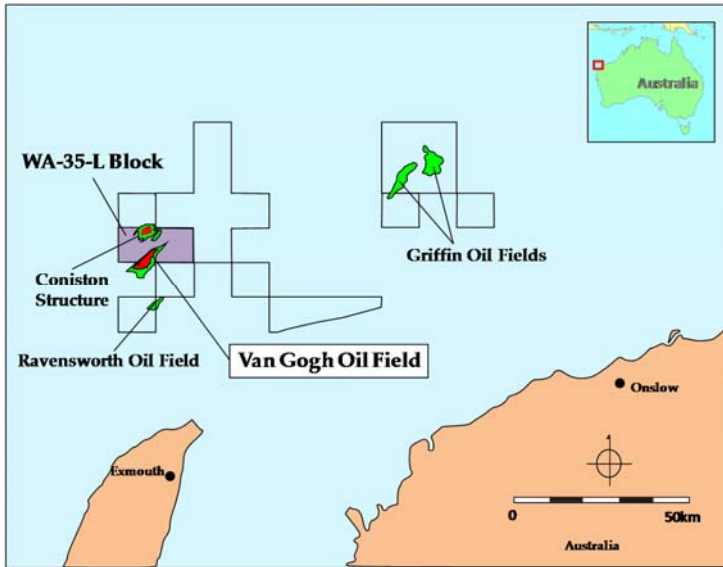 Australia
WA-35-L Block
Griffin Oil Fields
Coniston
Structure
Ravensworth Oil Field
Van Gogh Oil Field
Onslow
Exmouth
0
50km
Australia